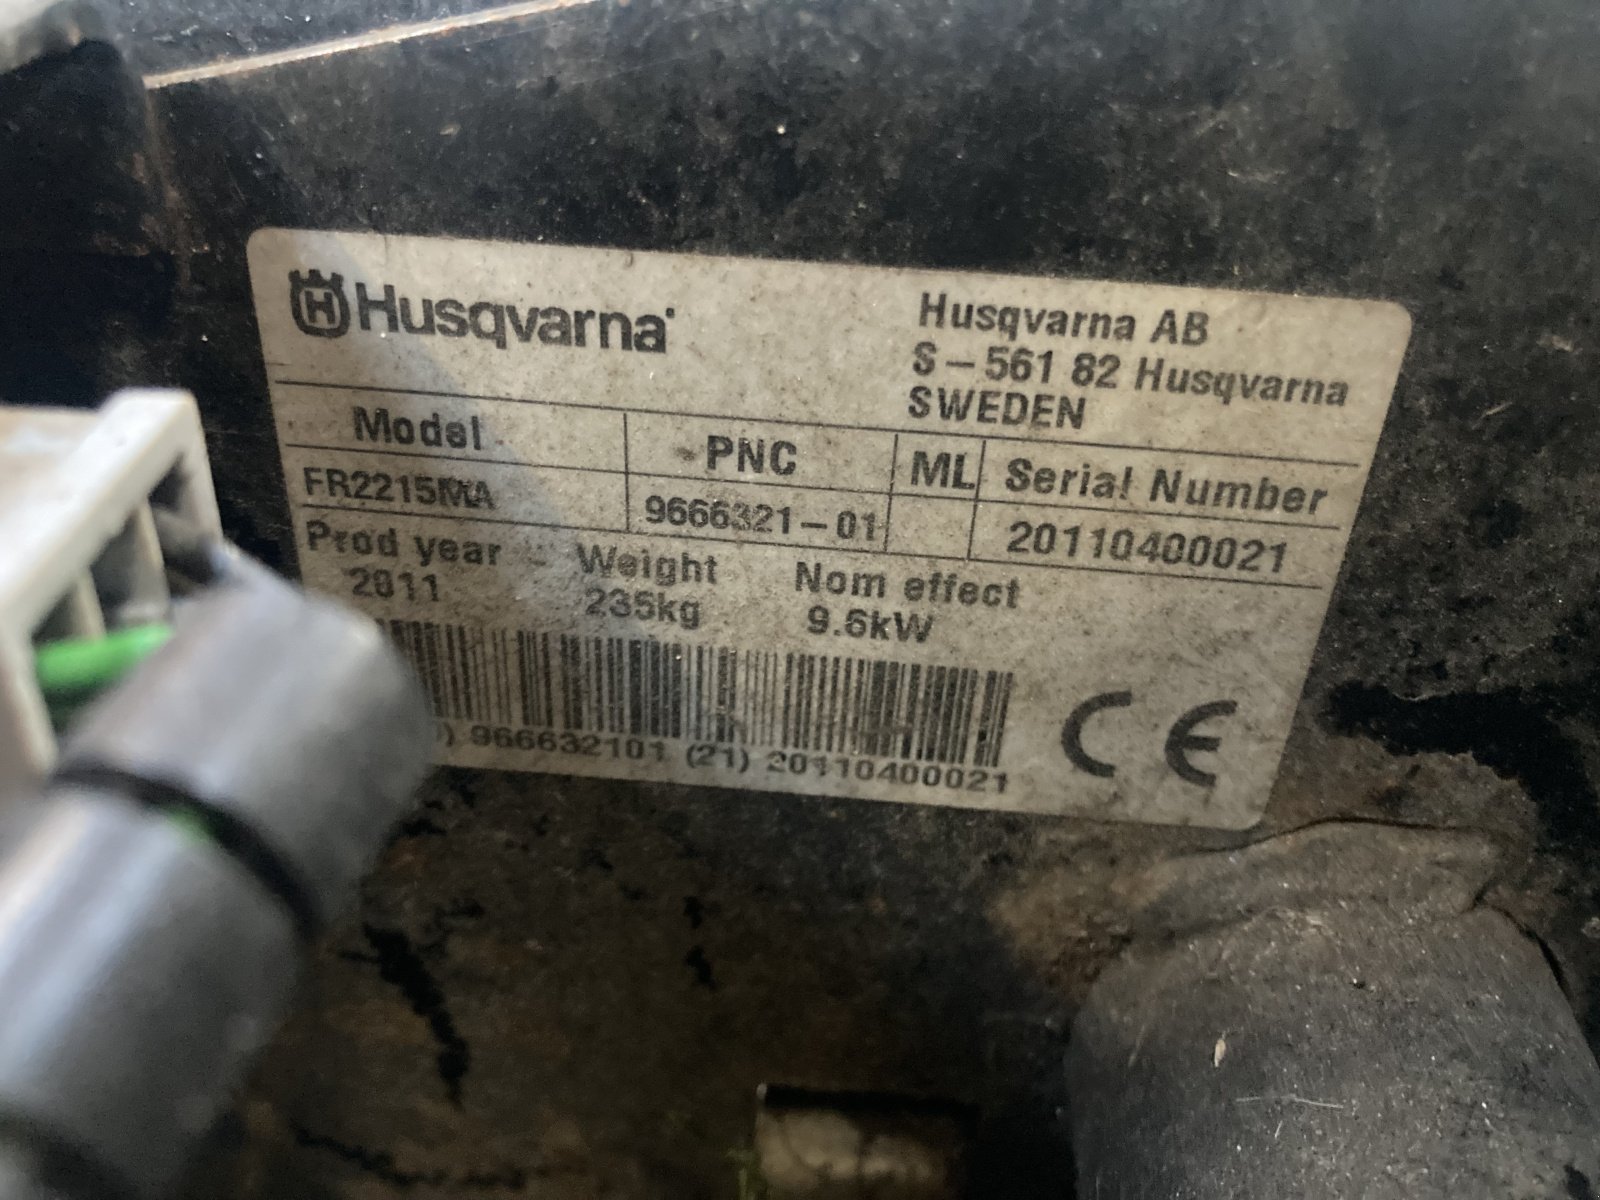 Husqvarna
Husqvarna AB
S-561 82 Husqvarna
SWEDEN
Model PNC ML Serial Number
FR2215MA 9666321-01 20110400021
Prod year Weight Nom effect
2011 235kg 9.6kW
) 966632101 (21) 20110400021
CE